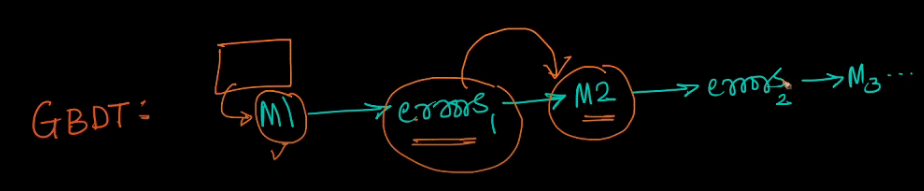 GBDT: M1 → errors1 → M2 → errors2 → M3 ...